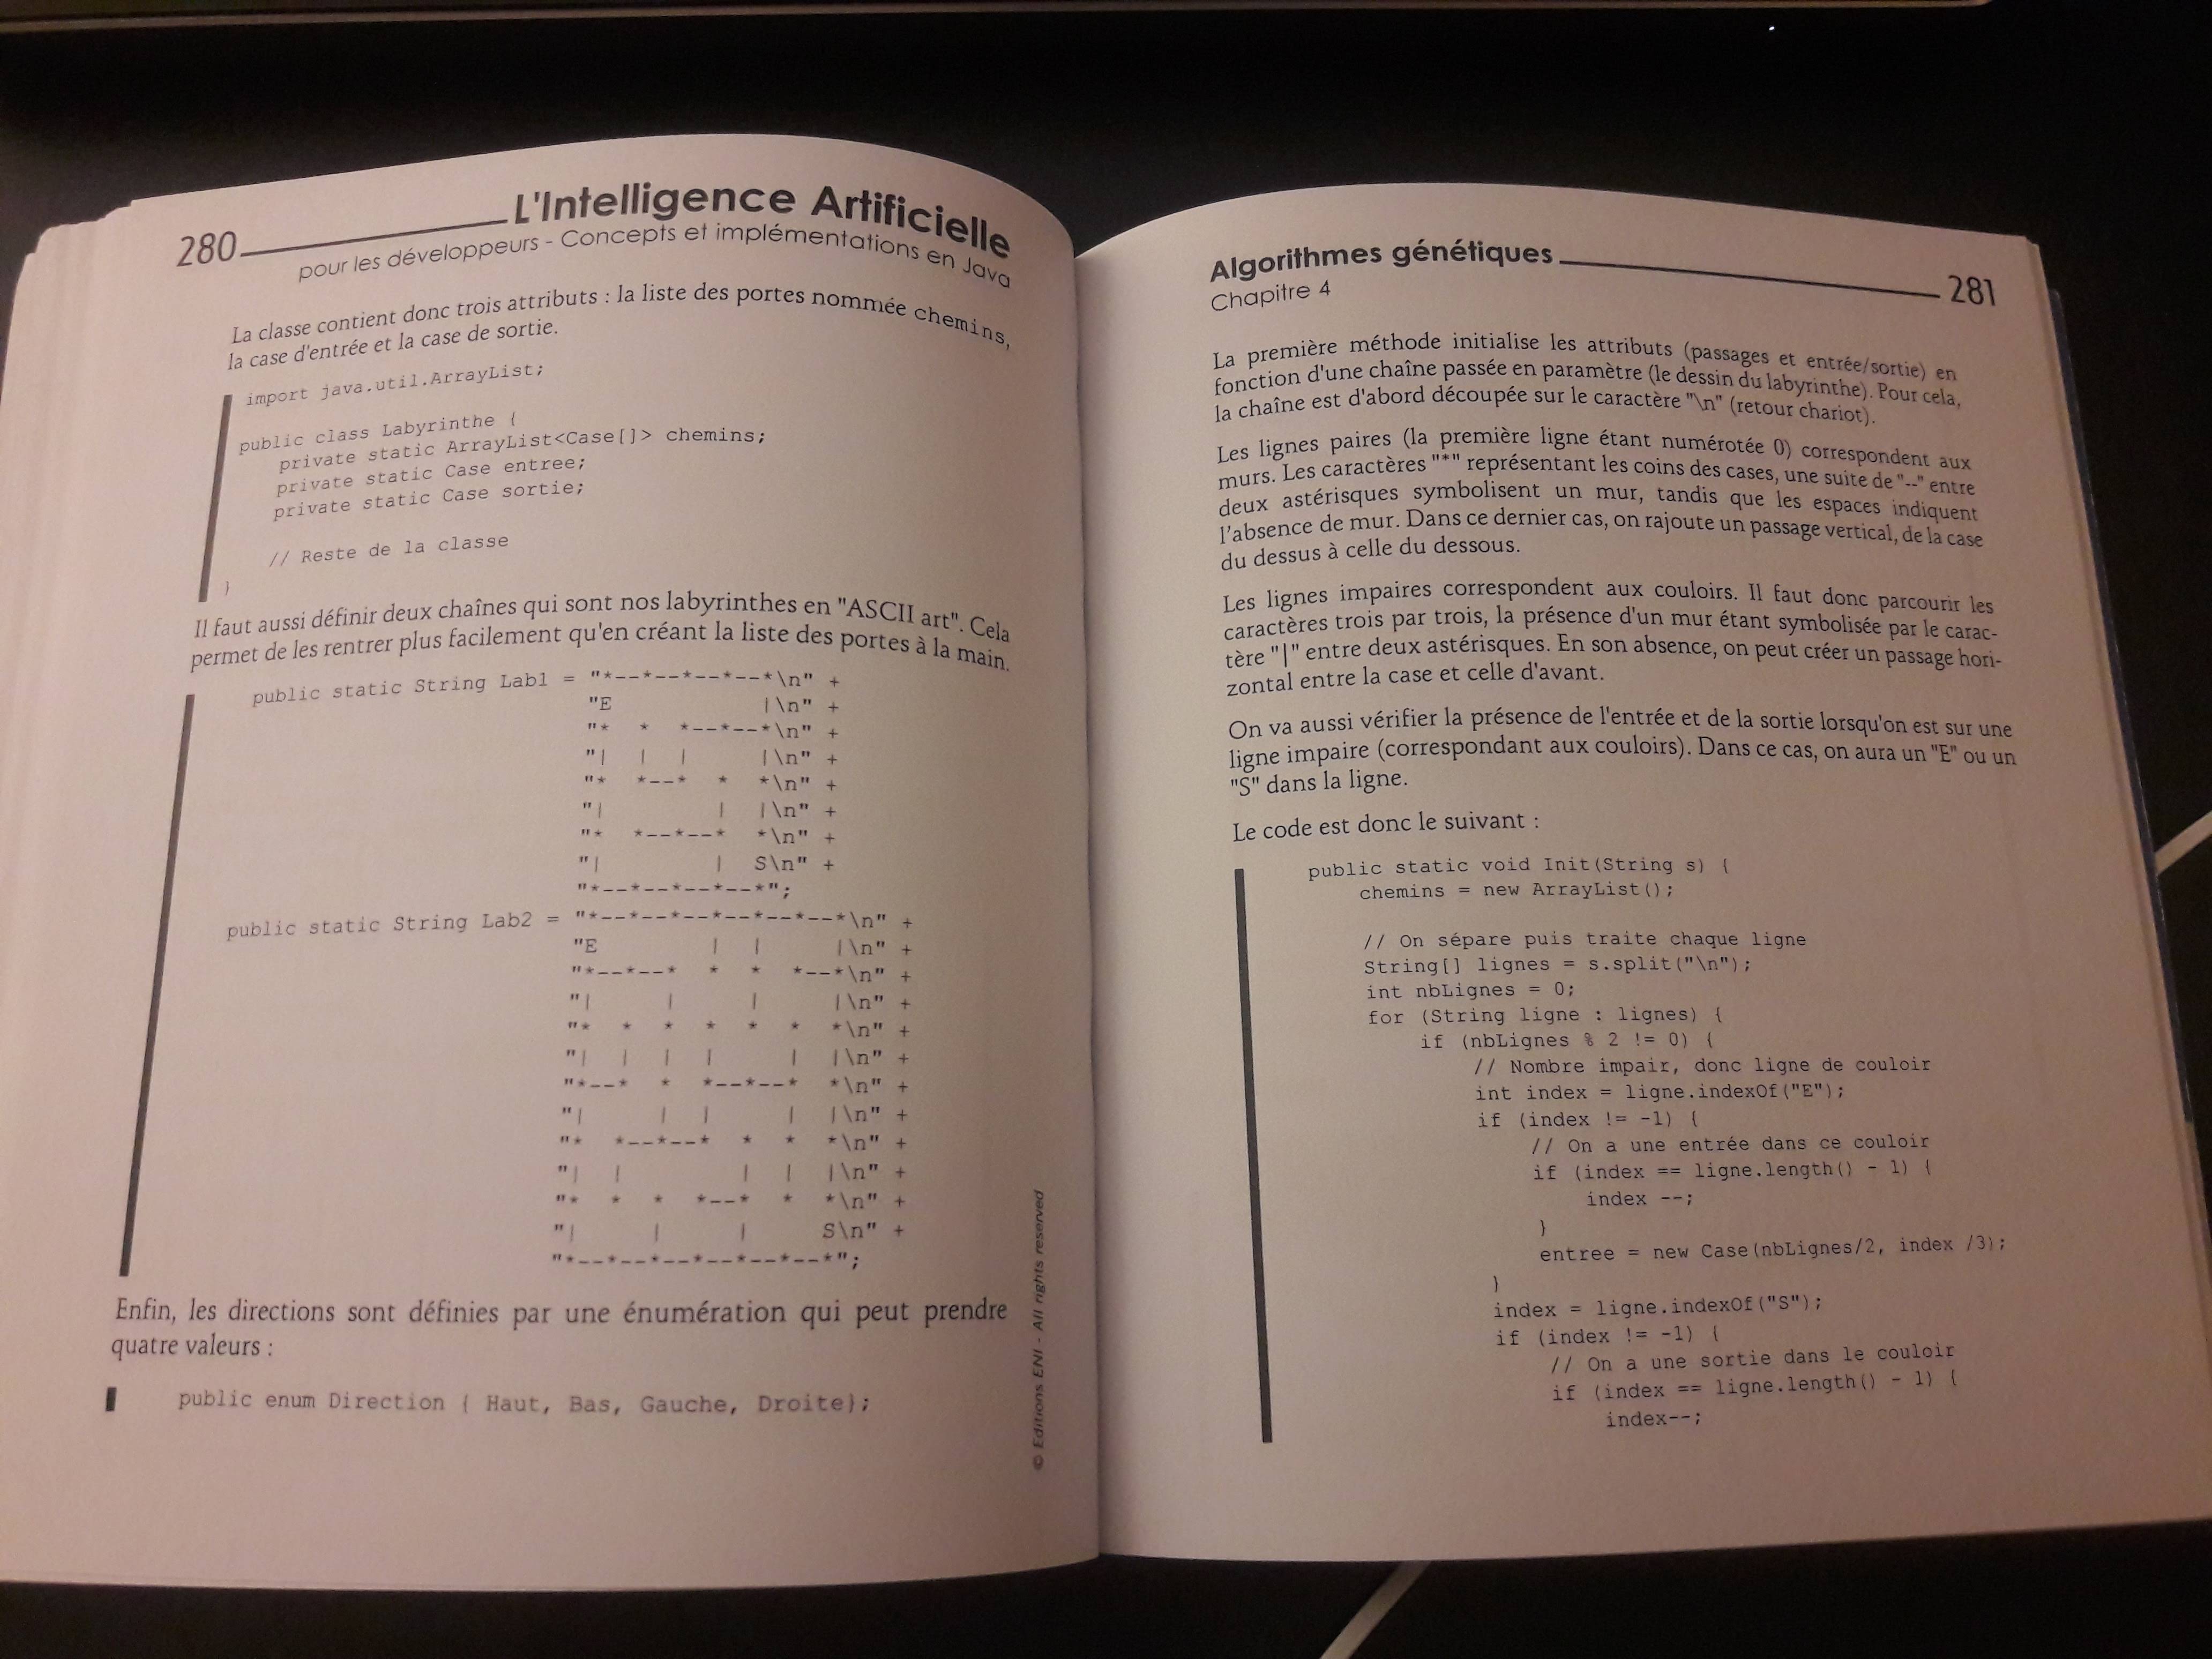 280 L'Intelligence Artificielle
pour les développeurs - Concepts et implémentations en Java
La classe contient donc trois attributs : la liste des portes nommée chemins,
la case d'entrée et la case de sortie.
import java.util.ArrayList;
public class Labyrinthe {
    private static ArrayList<Case[]> chemins;
    private static Case entree;
    private static Case sortie;
    // Reste de la classe
}
Il faut aussi définir deux chaînes qui sont nos labyrinthes en "ASCII art". Cela
permet de les rentrer plus facilement qu'en créant la liste des portes à la main.
public static String Lab1 = "*--*--*--*--*\n" +
"E           |\n" +
"*  *  *--*--*\n" +
"|  |  |     |\n" +
"*  *--*  *  *\n" +
"|        |  |\n" +
"*  *--*--*  *\n" +
"|        |  S\n" +
"*--*--*--*--*";
public static String Lab2 = "*--*--*--*--*--*--*\n" +
"E        |  |     |\n" +
"*--*--*  *  *  *--*\n" +
"|     |     |     |\n" +
"*  *  *  *  *  *  *\n" +
"|  |  |  |     |  |\n" +
"*--*  *  *--*--*  *\n" +
"|     |  |     |  |\n" +
"*  *--*--*  *  *  *\n" +
"|  |        |  |  |\n" +
"*  *  *  *--*  *  *\n" +
"|     |     |     S\n" +
"*--*--*--*--*--*--*";
Enfin, les directions sont définies par une énumération qui peut prendre
quatre valeurs :
public enum Direction { Haut, Bas, Gauche, Droite};
© Editions ENI - All rights reserved
Algorithmes génétiques 281
Chapitre 4
La première méthode initialise les attributs (passages et entrée/sortie) en
fonction d'une chaîne passée en paramètre (le dessin du labyrinthe). Pour cela,
la chaîne est d'abord découpée sur le caractère "\n" (retour chariot).
Les lignes paires (la première ligne étant numérotée 0) correspondent aux
murs. Les caractères "*" représentant les coins des cases, une suite de "--" entre
deux astérisques symbolisent un mur, tandis que les espaces indiquent
l'absence de mur. Dans ce dernier cas, on rajoute un passage vertical, de la case
du dessus à celle du dessous.
Les lignes impaires correspondent aux couloirs. Il faut donc parcourir les
caractères trois par trois, la présence d'un mur étant symbolisée par le carac-
tère "|" entre deux astérisques. En son absence, on peut créer un passage hori-
zontal entre la case et celle d'avant.
On va aussi vérifier la présence de l'entrée et de la sortie lorsqu'on est sur une
ligne impaire (correspondant aux couloirs). Dans ce cas, on aura un "E" ou un
"S" dans la ligne.
Le code est donc le suivant :
public static void Init(String s) {
    chemins = new ArrayList();
    // On sépare puis traite chaque ligne
    String[] lignes = s.split("\n");
    int nbLignes = 0;
    for (String ligne : lignes) {
        if (nbLignes % 2 != 0) {
            // Nombre impair, donc ligne de couloir
            int index = ligne.indexOf("E");
            if (index != -1) {
                // On a une entrée dans ce couloir
                if (index == ligne.length() - 1) {
                    index --;
                }
                entree = new Case(nbLignes/2, index /3);
            }
            index = ligne.indexOf("S");
            if (index != -1) {
                // On a une sortie dans le couloir
                if (index == ligne.length() - 1) {
                    index--;